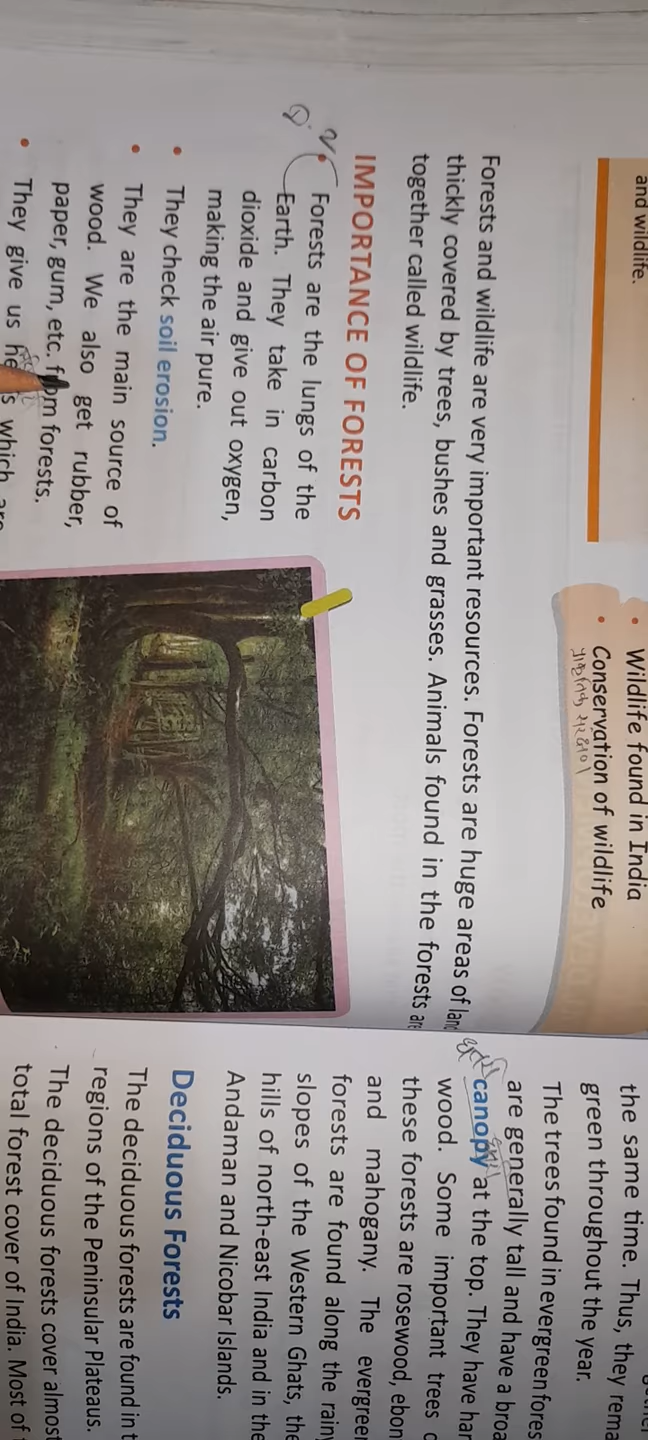 and wildlife.
• Wildlife found in India
• Conservation of wildlife
Forests and wildlife are very important resources. Forests are huge areas of
thickly covered by trees, bushes and grasses. Animals found in the forests
together called wildlife.
IMPORTANCE OF FORESTS
• Forests are the lungs of the
Earth. They take in carbon
dioxide and give out oxygen,
making the air pure.
• They check soil erosion.
• They are the main source of
wood. We also get rubber,
paper, gum, etc. from forests.
• They give us which are
the same time. Thus, they
green throughout the year.
The trees found in evergreen
are generally tall and have a
canopy at the top. They have
wood. Some important trees
these forests are rosewood,
and mahogany. The
forests are found along the
slopes of the Western Ghats, the
hills of north-east India and in the
Andaman and Nicobar Islands.
Deciduous Forests
The deciduous forests are found in
regions of the Peninsular Plateaus.
The deciduous forests cover almost
total forest cover of India. Most of